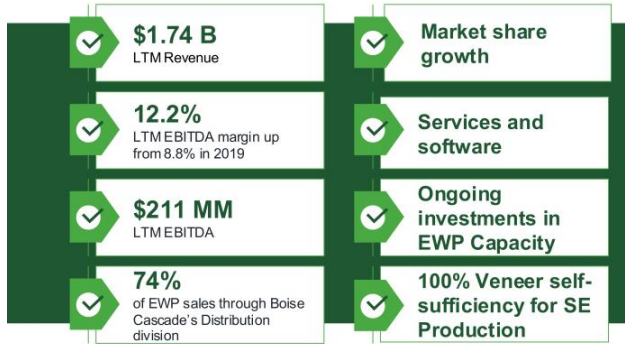 $1.74 B
LTM Revenue
12.2%
LTM EBITDA margin up
from 8.8% in 2019
$211 MM
LTM EBITDA
74%
of EWP sales through Boise
Cascade's Distribution
division
Market share
growth
Services and
software
Ongoing
investments in
EWP Capacity
100% Veneer self-
sufficiency for SE
Production